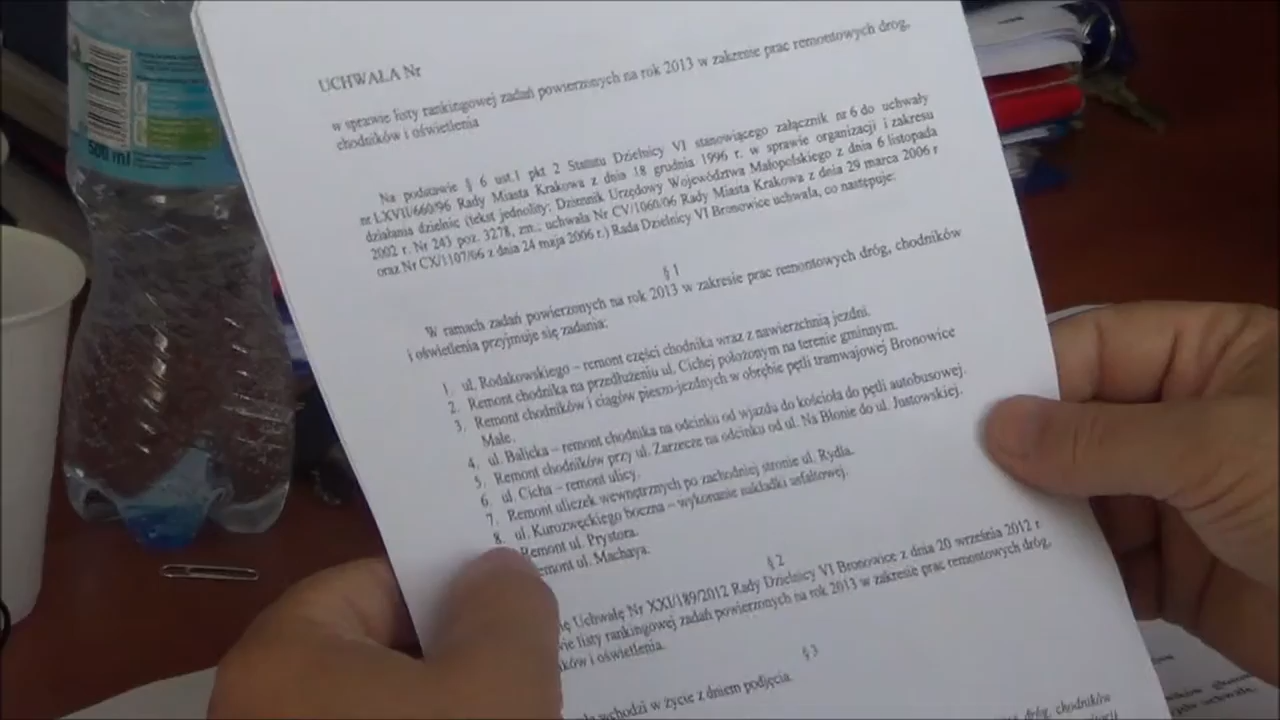 500 ml
UCHWAŁA Nr
w sprawie listy rankingowej zadań powierzonych na rok 2013 w zakresie prac remontowych dróg,
chodników i oświetlenia
Na podstawie § 6 ust.1 pkt 2 Statutu Dzielnicy VI stanowiącego załącznik nr 6 do uchwały
nr LXVII/660/96 Rady Miasta Krakowa z dnia 18 grudnia 1996 r. w sprawie organizacji i zakresu
działania dzielnic (tekst jednolity: Dziennik Urzędowy Województwa Małopolskiego z dnia 6 listopada
2002 r. Nr 243 poz. 3278, zm.: uchwała Nr CV/1060/06 Rady Miasta Krakowa z dnia 29 marca 2006 r
oraz Nr CX/1107/06 z dnia 24 maja 2006 r.) Rada Dzielnicy VI Bronowice uchwala, co następuje:
§ 1
W ramach zadań powierzonych na rok 2013 w zakresie prac remontowych dróg, chodników
i oświetlenia przyjmuje się zadania:
1. ul. Rodakowskiego – remont części chodnika wraz z nawierzchnią jezdni.
2. Remont chodnika na przedłużeniu ul. Cichej położonym na terenie gminnym.
3. Remont chodników i ciągów pieszo-jezdnych w obrębie pętli tramwajowej Bronowice
Małe.
4. ul. Balicka – remont chodnika na odcinku od wjazdu do kościoła do pętli autobusowej.
5. Remont chodników przy ul. Zarzecze na odcinku od ul. Na Błonie do ul. Justowskiej.
6. ul. Cicha – remont ulicy.
7. Remont uliczek wewnętrznych po zachodniej stronie ul. Rydla.
8. ul. Kurozwęckiego boczna – wykonanie nakładki asfaltowej.
Remont ul. Prystora.
emont ul. Machaya.
§ 2
ię Uchwałę Nr XXI/189/2012 Rady Dzielnicy VI Bronowice z dnia 20 września 2012 r
wie listy rankingowej zadań powierzonych na rok 2013 w zakresie prac remontowych dróg,
ików i oświetlenia.
§ 3
wchodzi w życie z dniem podjęcia.
dróg, chodników